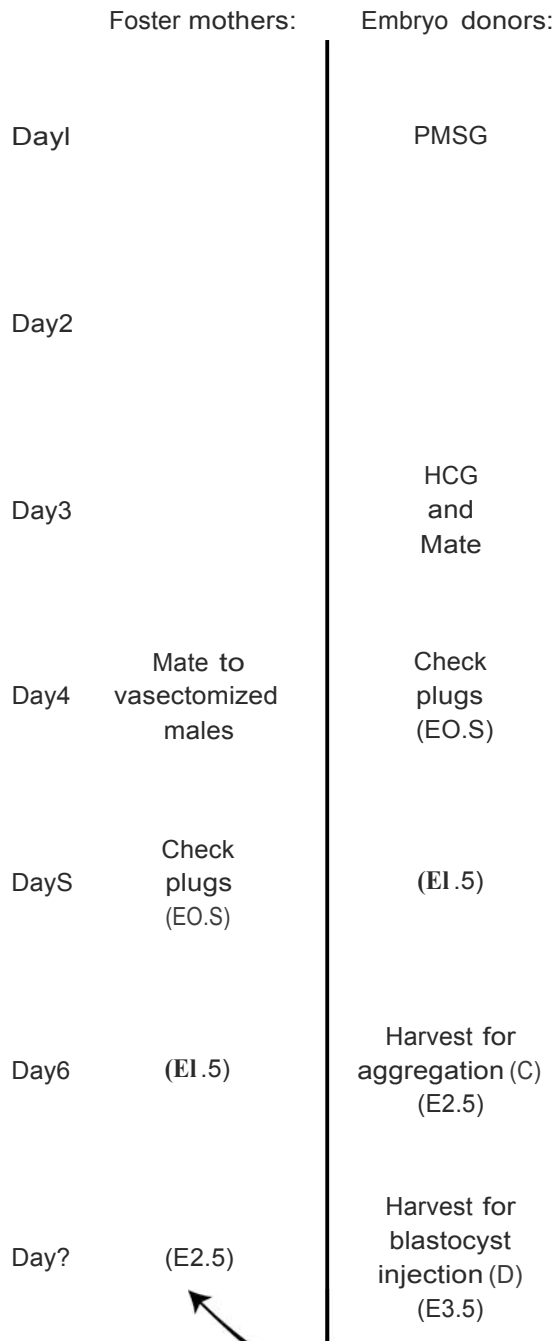 Foster mothers: Embryo donors:
DayI PMSG
Day2
HCG
Day3 and
Mate
Mate to Check
Day4 vasectomized plugs
males (EO.S)
Check
DayS plugs (El.5)
(EO.S)
Harvest for
Day6 (El.5) aggregation (C)
(E2.5)
Harvest for
blastocyst
Day? (E2.5) injection (D)
(E3.5)